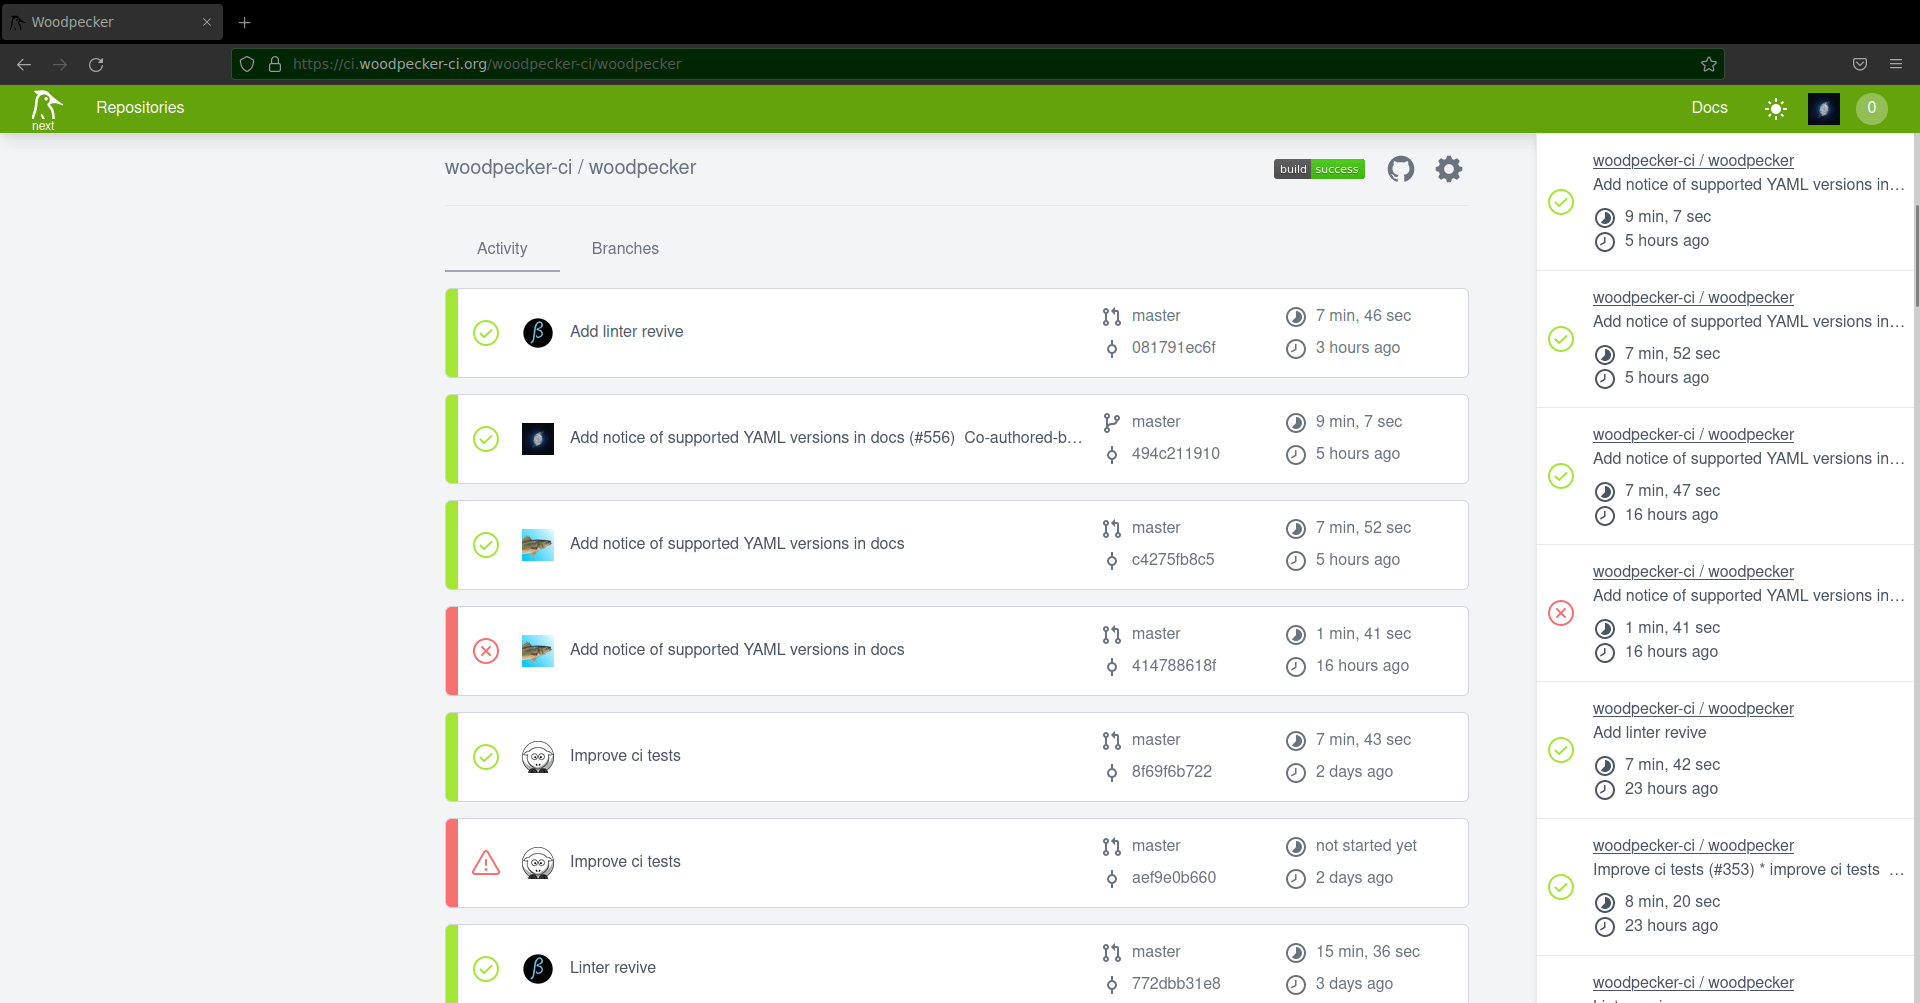 Woodpecker
https://ci.woodpecker-ci.org/woodpecker-ci/woodpecker
next
Repositories
Docs
0
woodpecker-ci / woodpecker
build success
Activity
Branches
Add linter revive
master
7 min, 46 sec
081791ec6f
3 hours ago
Add notice of supported YAML versions in docs (#556) Co-authored-b...
master
9 min, 7 sec
494c211910
5 hours ago
Add notice of supported YAML versions in docs
master
7 min, 52 sec
c4275fb8c5
5 hours ago
Add notice of supported YAML versions in docs
master
1 min, 41 sec
414788618f
16 hours ago
Improve ci tests
master
7 min, 43 sec
8f69f6b722
2 days ago
Improve ci tests
master
not started yet
aef9e0b660
2 days ago
Linter revive
master
15 min, 36 sec
772dbb31e8
3 days ago
woodpecker-ci / woodpecker
Add notice of supported YAML versions in...
9 min, 7 sec
5 hours ago
woodpecker-ci / woodpecker
Add notice of supported YAML versions in...
7 min, 52 sec
5 hours ago
woodpecker-ci / woodpecker
Add notice of supported YAML versions in...
7 min, 47 sec
16 hours ago
woodpecker-ci / woodpecker
Add notice of supported YAML versions in...
1 min, 41 sec
16 hours ago
woodpecker-ci / woodpecker
Add linter revive
7 min, 42 sec
23 hours ago
woodpecker-ci / woodpecker
Improve ci tests (#353) * improve ci tests ...
8 min, 20 sec
23 hours ago
woodpecker-ci / woodpecker